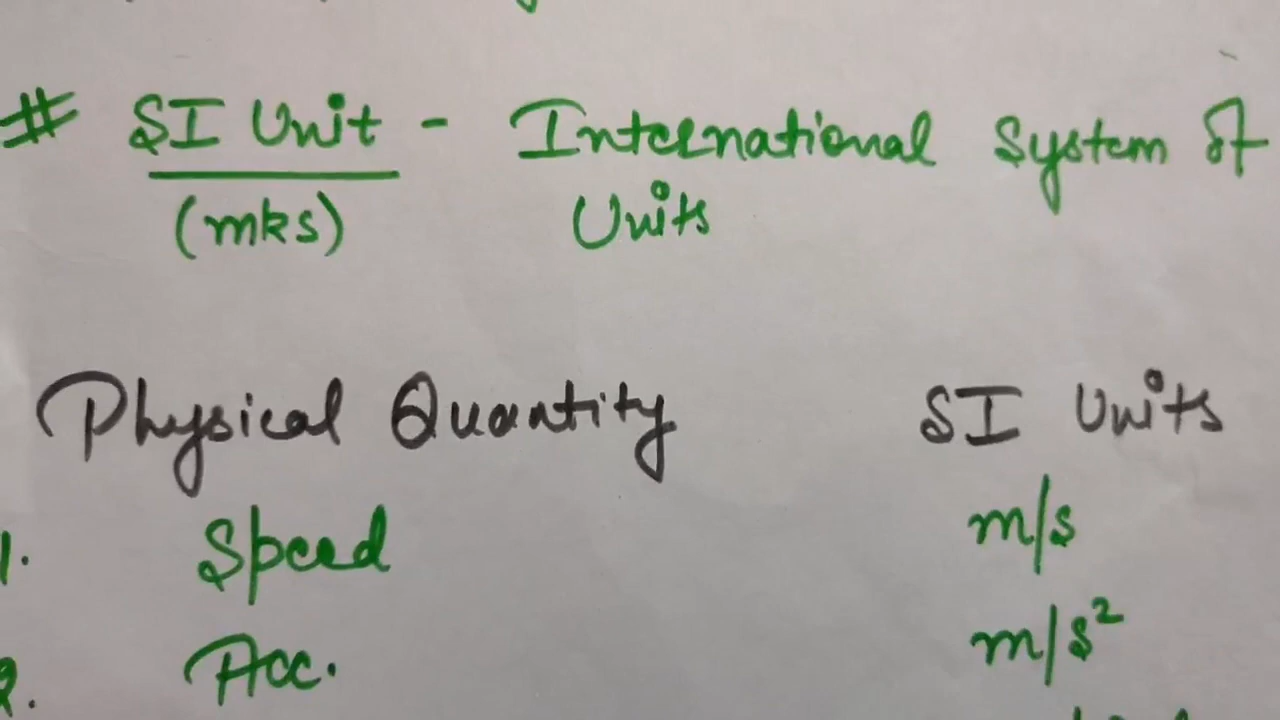 # SI Unit - International System of
(mks) Units
Physical Quantity SI Units
1. Speed m/s
2. Acc. m/s²